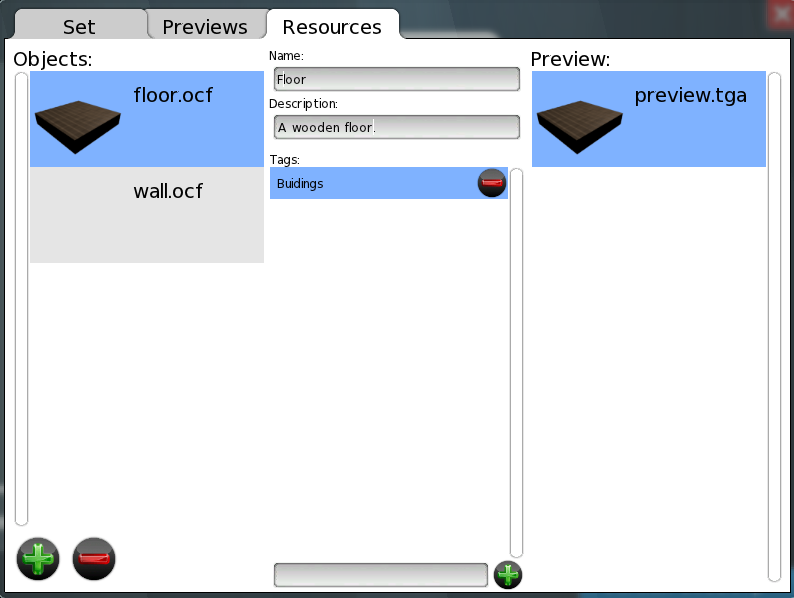 Set
Previews
Resources
Objects:
floor.ocf
wall.ocf
Name:
Floor
Description:
A wooden floor.
Tags:
Buidings
Preview:
preview.tga